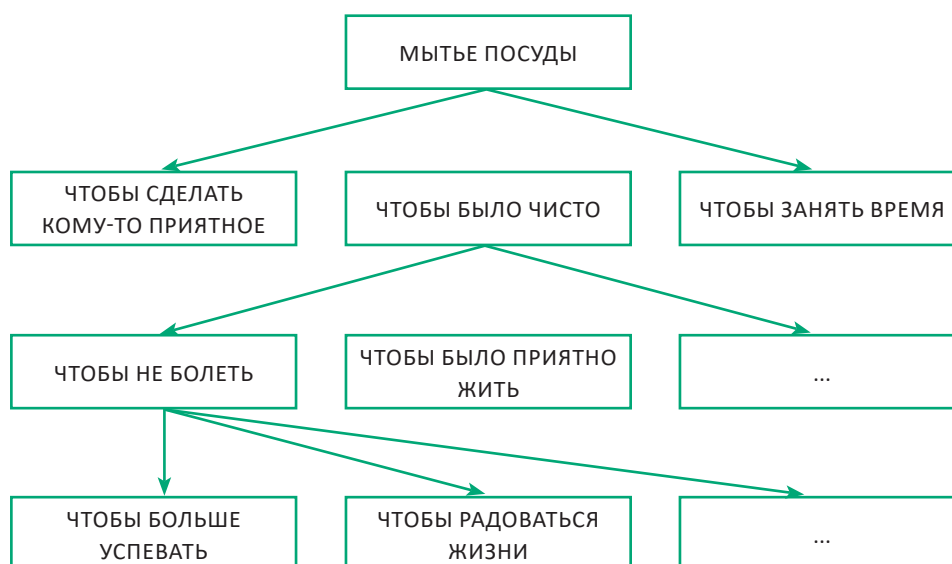 МЫТЬЕ ПОСУДЫ
ЧТОБЫ СДЕЛАТЬ
КОМУ-ТО ПРИЯТНОЕ
ЧТОБЫ БЫЛО ЧИСТО
ЧТОБЫ ЗАНЯТЬ ВРЕМЯ
ЧТОБЫ НЕ БОЛЕТЬ
ЧТОБЫ БЫЛО ПРИЯТНО
ЖИТЬ
...
ЧТОБЫ БОЛЬШЕ
УСПЕВАТЬ
ЧТОБЫ РАДОВАТЬСЯ
ЖИЗНИ
...